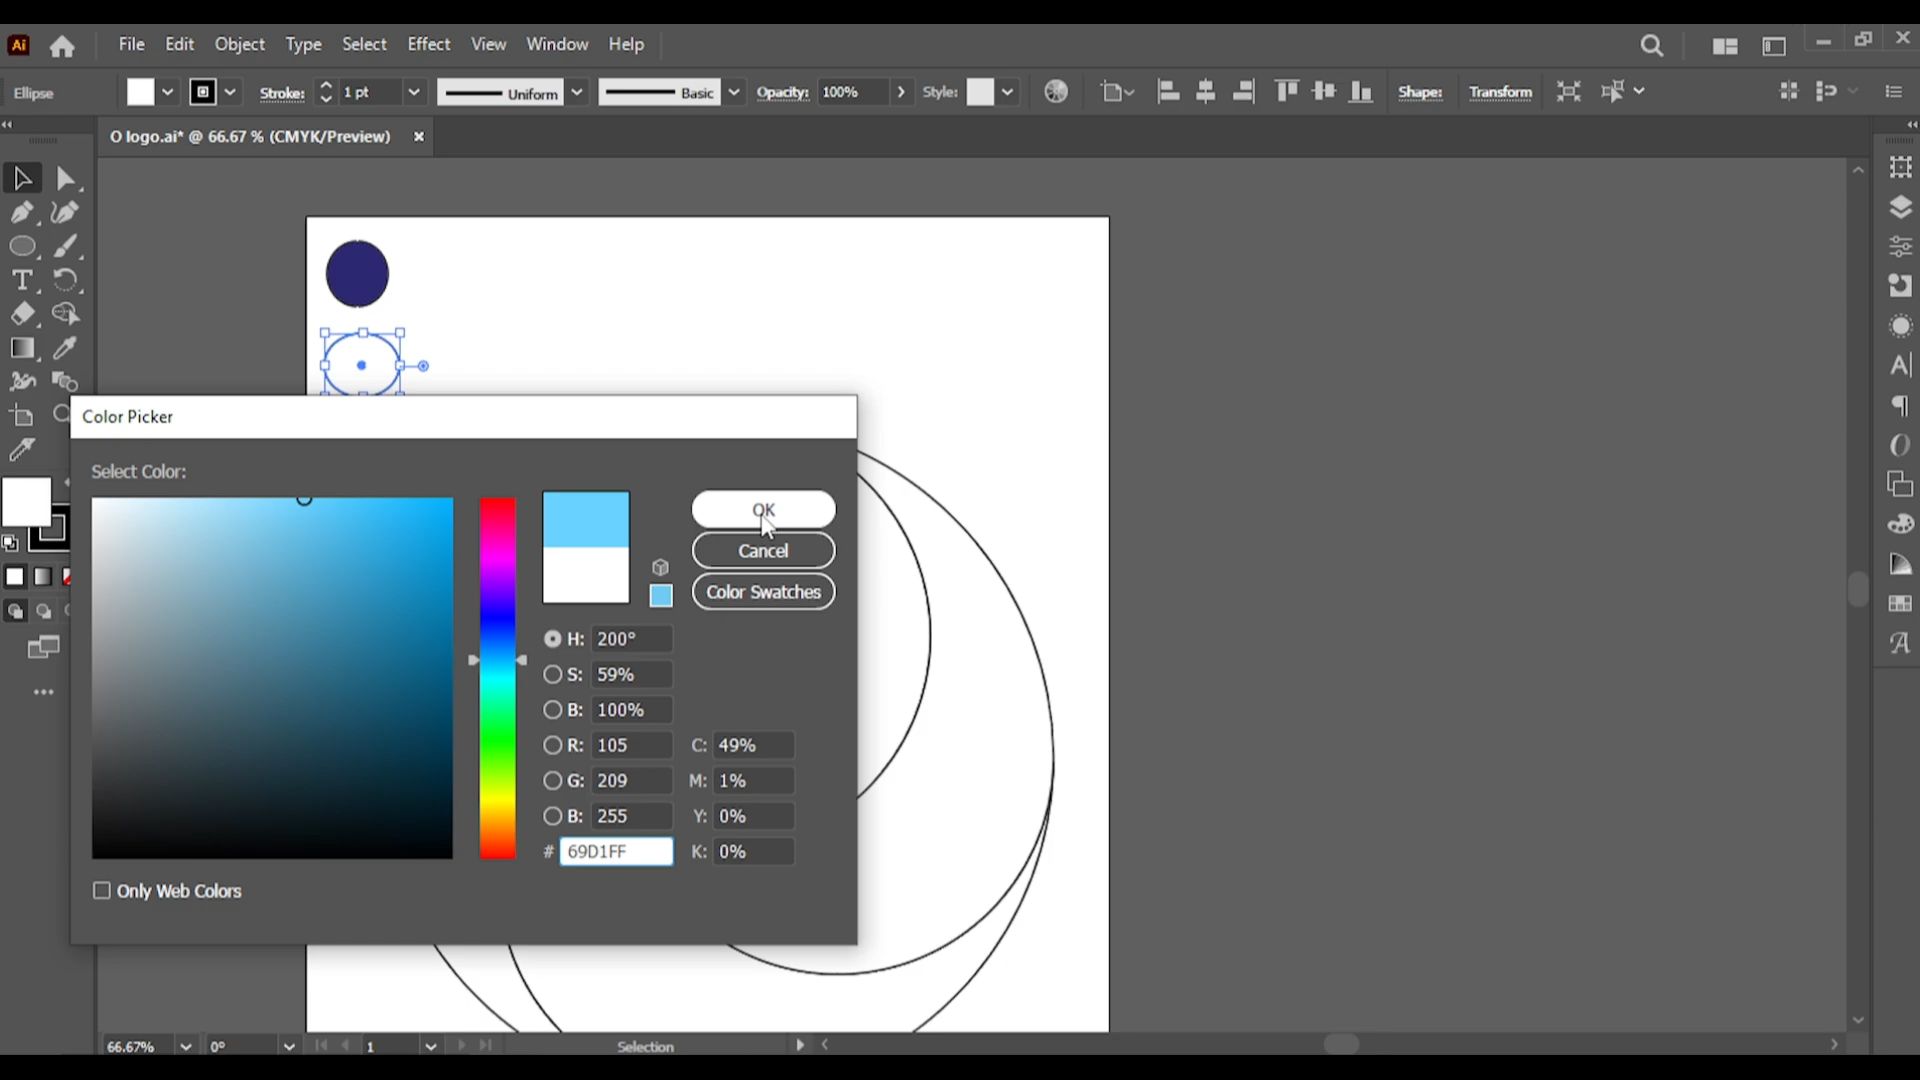 Ai File Edit Object Type Select Effect View Window Help
Ellipse Stroke: 1 pt Uniform Basic Opacity: 100% Style: Shape: Transform
O logo.ai* @ 66.67 % (CMYK/Preview)
Color Picker
Select Color:
OK
Cancel
Color Swatches
H: 200°
S: 59%
B: 100%
R: 105 C: 49%
G: 209 M: 1%
B: 255 Y: 0%
# 69D1FF K: 0%
Only Web Colors
66.67% 0° 1 Selection